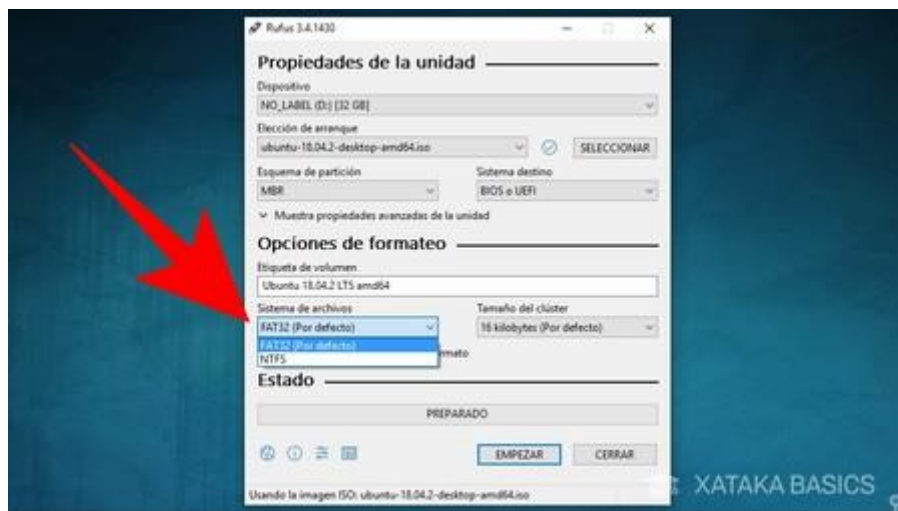 Rufus 3.4.1430
Propiedades de la unidad
Dispositivo
NO_LABEL (D:) [32 GB]
Elección de arranque
ubuntu-18.04.2-desktop-amd64.iso
SELECCIONAR
Esquema de partición
Sistema destino
MBR
BIOS o UEFI
Muestra propiedades avanzadas de la unidad
Opciones de formateo
Etiqueta de volumen
Ubuntu 18.04.2 LTS amd64
Sistema de archivos
Tamaño del clúster
FAT32 (Por defecto)
16 kilobytes (Por defecto)
FAT32 (Por defecto)
NTFS
Estado
PREPARADO
EMPEZAR
CERRAR
Usando la imagen ISO: ubuntu-18.04.2-desktop-amd64.iso
XATAKA BASICS